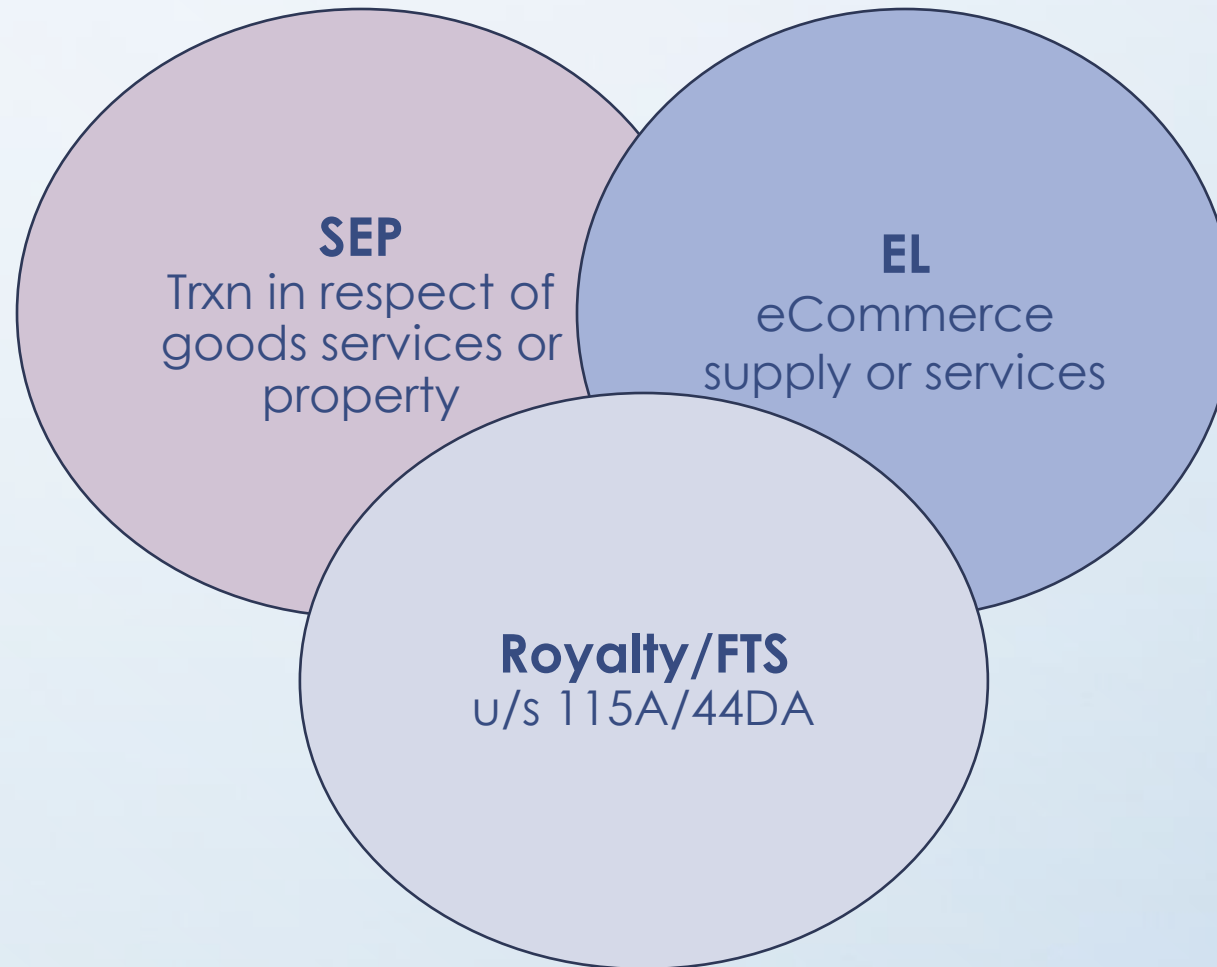 SEP
Trxn in respect of
goods services or
property
EL
eCommerce
supply or services
Royalty/FTS
u/s 115A/44DA